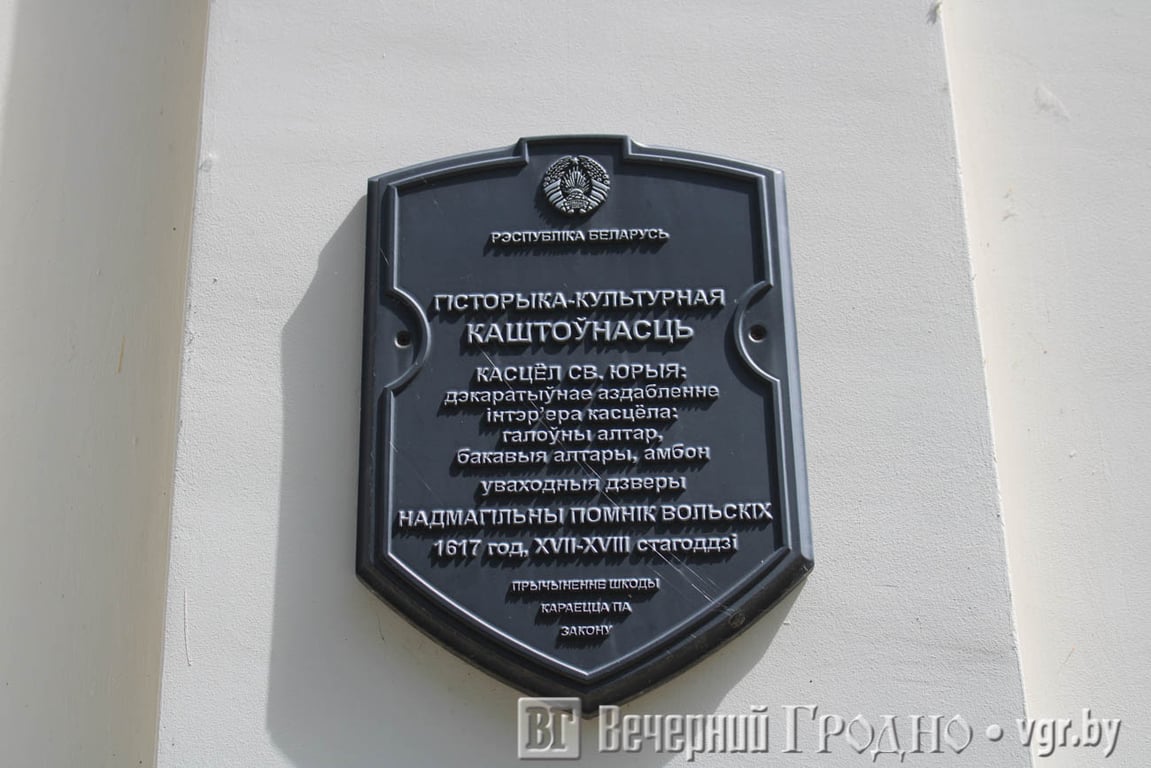 РЭСПУБЛІКА БЕЛАРУСЬ
ГІСТОРЫКА-КУЛЬТУРНАЯ
КАШТОЎНАСЦЬ
КАСЦЁЛ СВ. ЮРЫЯ:
дэкаратыўнае аздабленне
інтэр'ера касцёла:
галоўны алтар,
бакавыя алтары, амбон
уваходныя дзверы
НАДМАГІЛЬНЫ ПОМНІК ВОЛЬСКІХ
1617 год, XVII-XVIII стагоддзі
ПРЫЧЫНЕННЕ ШКОДЫ
КАРАЕЦЦА ПА
ЗАКОНУ
ВГ Вечерний Гродно • vgr.by